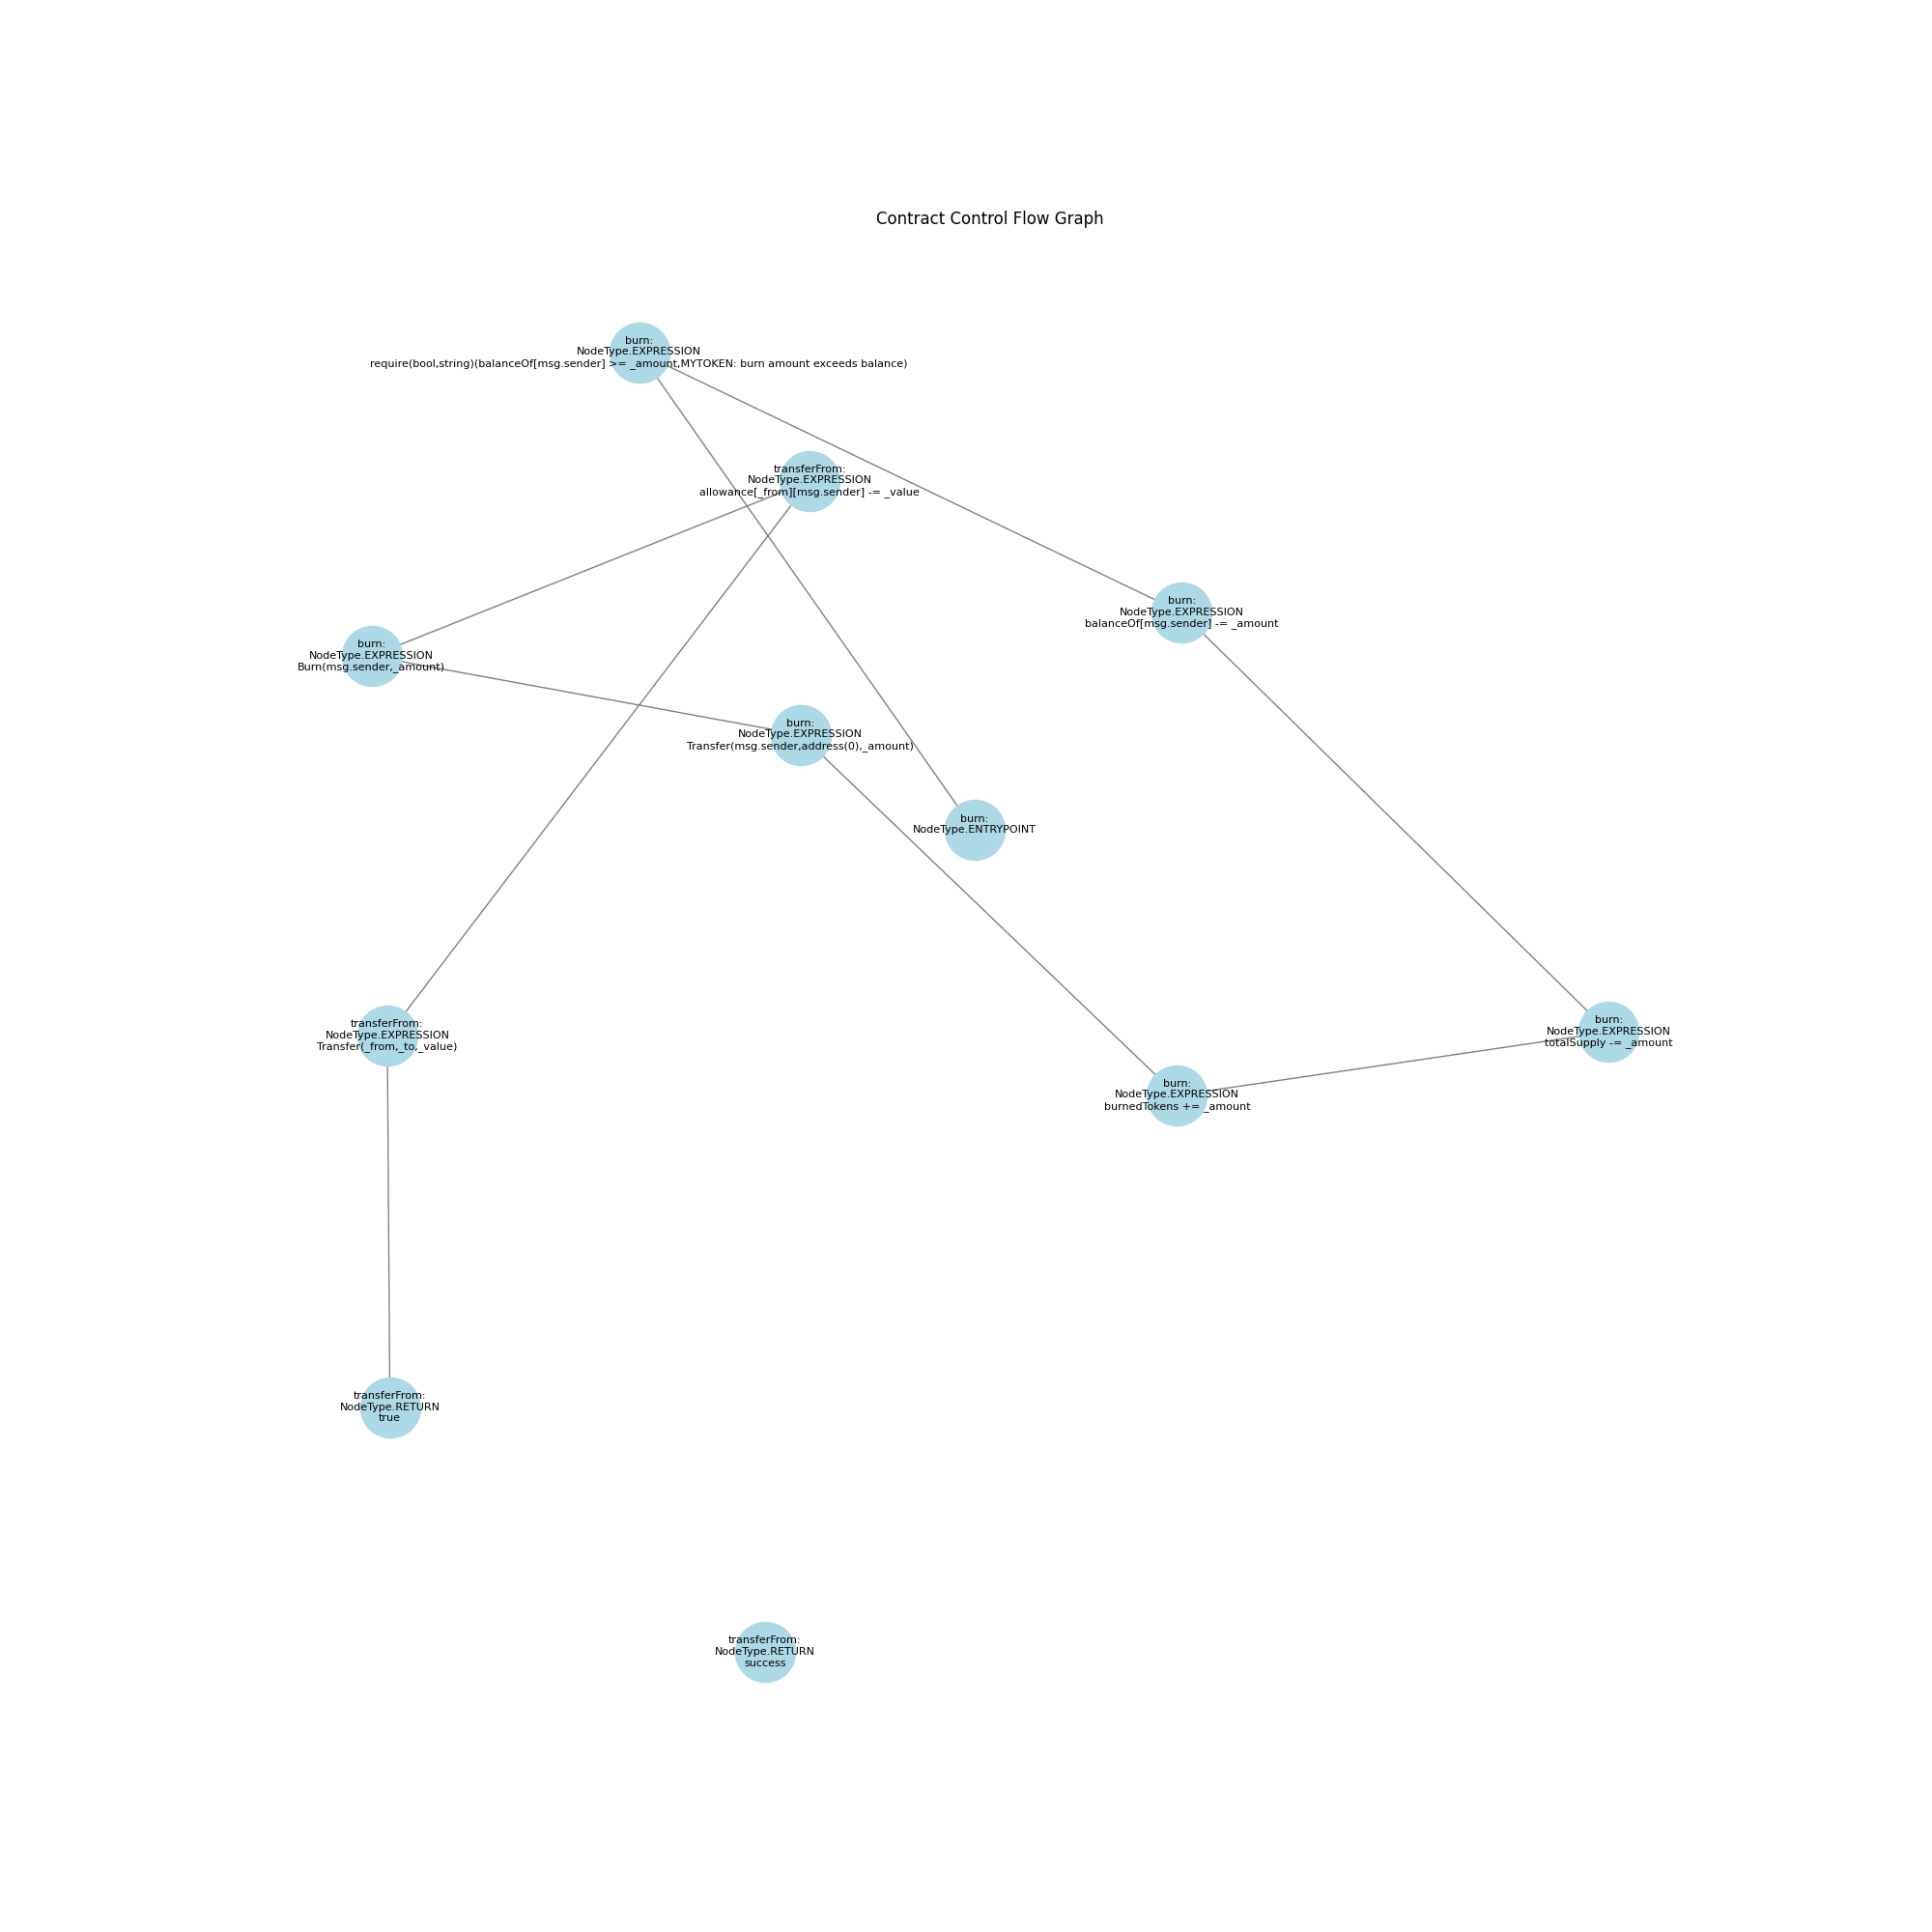 Contract Control Flow Graph
burn:
NodeType.EXPRESSION
require(bool,string)(balanceOf[msg.sender] >= _amount,MYTOKEN: burn amount exceeds balance)
transferFrom:
NodeType.EXPRESSION
allowance[_from][msg.sender] -= _value
burn:
NodeType.EXPRESSION
balanceOf[msg.sender] -= _amount
burn:
NodeType.EXPRESSION
Burn(msg.sender,_amount)
burn:
NodeType.EXPRESSION
Transfer(msg.sender,address(0),_amount)
burn:
NodeType.ENTRYPOINT
transferFrom:
NodeType.EXPRESSION
Transfer(_from,_to,_value)
burn:
NodeType.EXPRESSION
totalSupply -= _amount
burn:
NodeType.EXPRESSION
burnedTokens += _amount
transferFrom:
NodeType.RETURN
true
transferFrom:
NodeType.RETURN
success